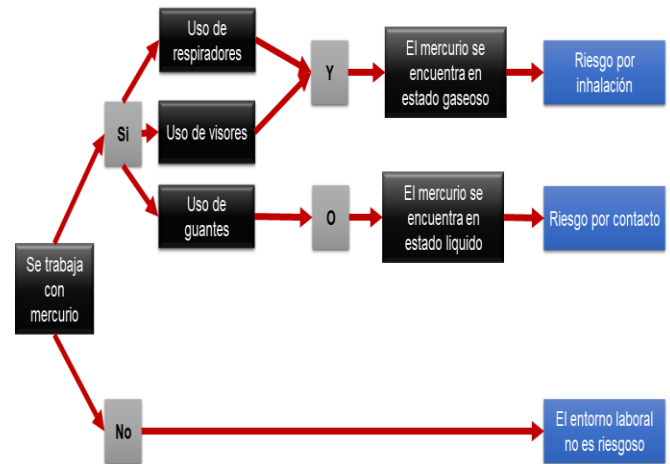 Uso de
respiradores
Y
El mercurio se
encuentra en
estado gaseoso
Riesgo por
inhalación
Si
Uso de visores
Uso de
guantes
O
El mercurio se
encuentra en
estado liquido
Riesgo por contacto
Se trabaja
con
mercurio
No
El entorno laboral
no es riesgoso